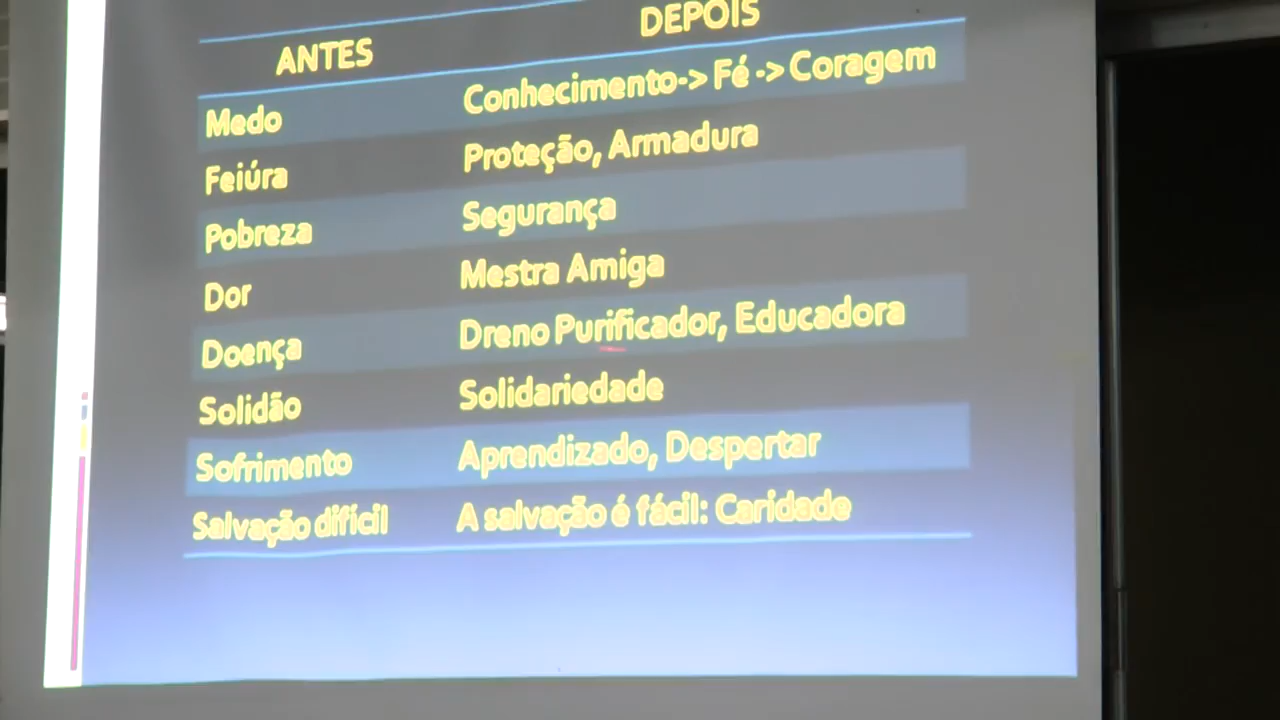 ANTES DEPOIS
Medo Conhecimento-> Fé -> Coragem
Feiúra Proteção, Armadura
Pobreza Segurança
Dor Mestra Amiga
Doença Dreno Purificador, Educadora
Solidão Solidariedade
Sofrimento Aprendizado, Despertar
Salvação difícil A salvação é fácil: Caridade